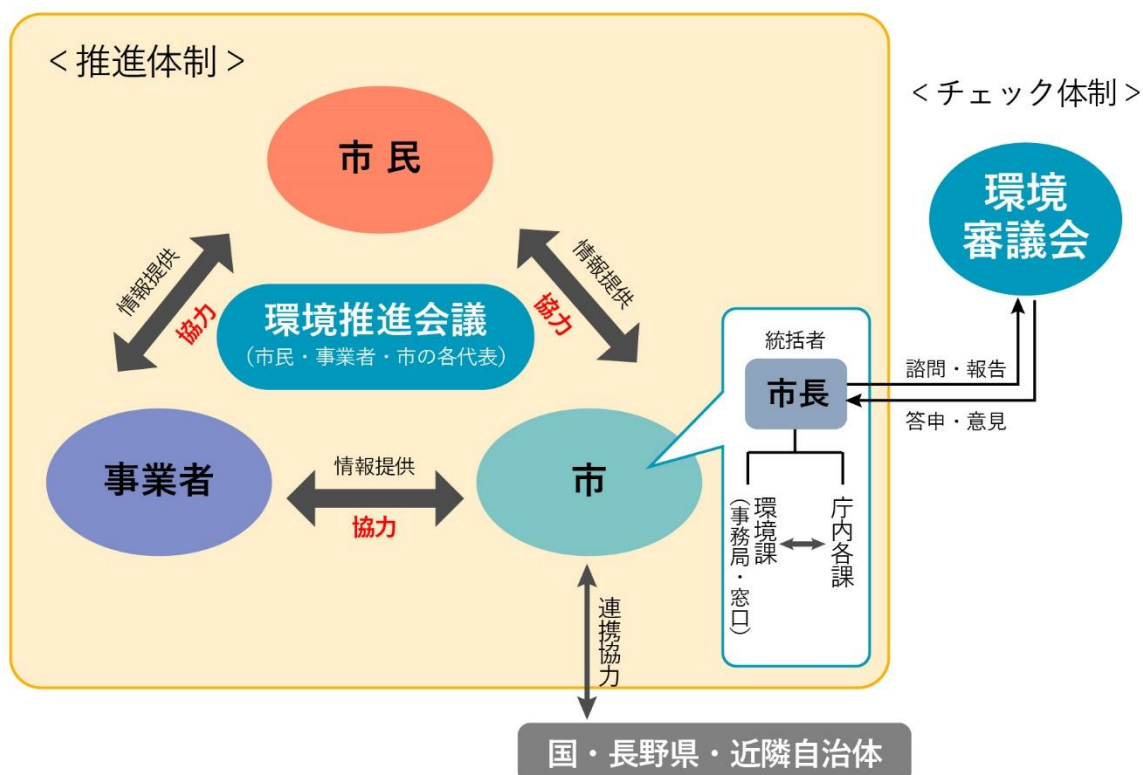 <推進体制>
<チェック体制>
市民
環境
審議会
情報提供
協力
情報提供
協力
環境推進会議
(市民・事業者・市の各代表)
統括者
市長
諮問・報告
答申・意見
事業者
情報提供
協力
市
環境課
(事務局・窓口)
庁内各課
連携協力
国・長野県・近隣自治体